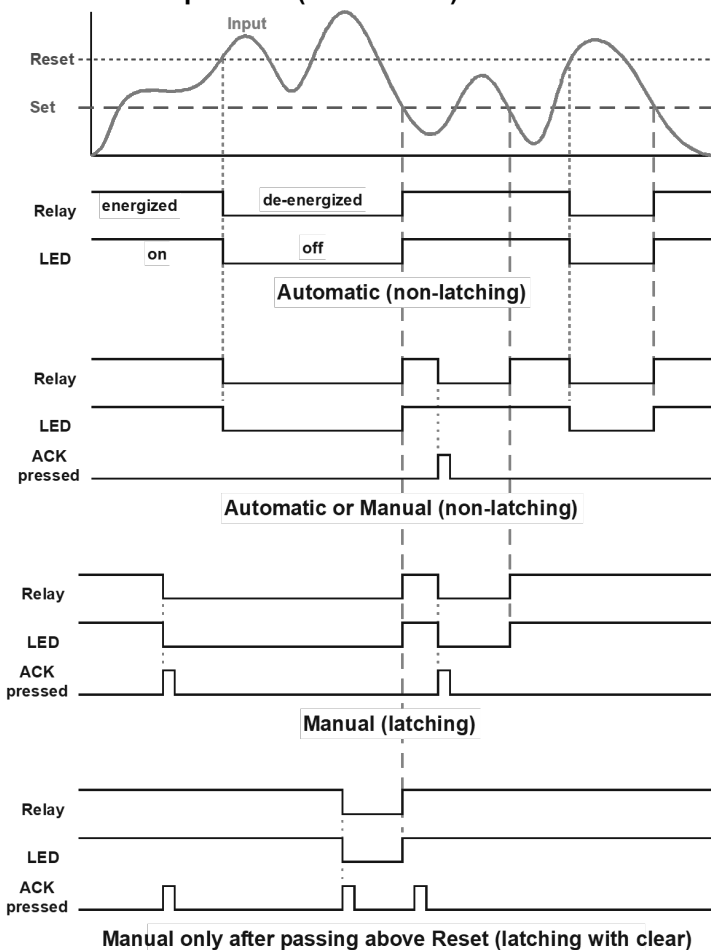 Input
Reset
Set
Relay
energized
de-energized
LED
on
off
Automatic (non-latching)
Relay
LED
ACK
pressed
Automatic or Manual (non-latching)
Relay
LED
ACK
pressed
Manual (latching)
Relay
LED
ACK
pressed
Manual only after passing above Reset (latching with clear)